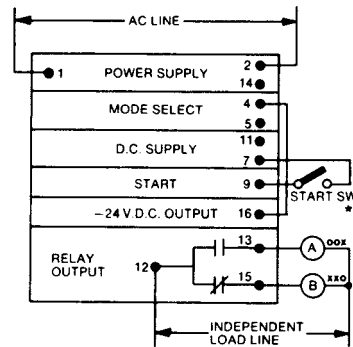 AC LINE
1 POWER SUPPLY 2
14
MODE SELECT 4
5
11
D.C. SUPPLY
7
START 9 START SW
*
−24 V.D.C. OUTPUT 16
RELAY OUTPUT 12 13 A oox
15 B xxo
INDEPENDENT
LOAD LINE